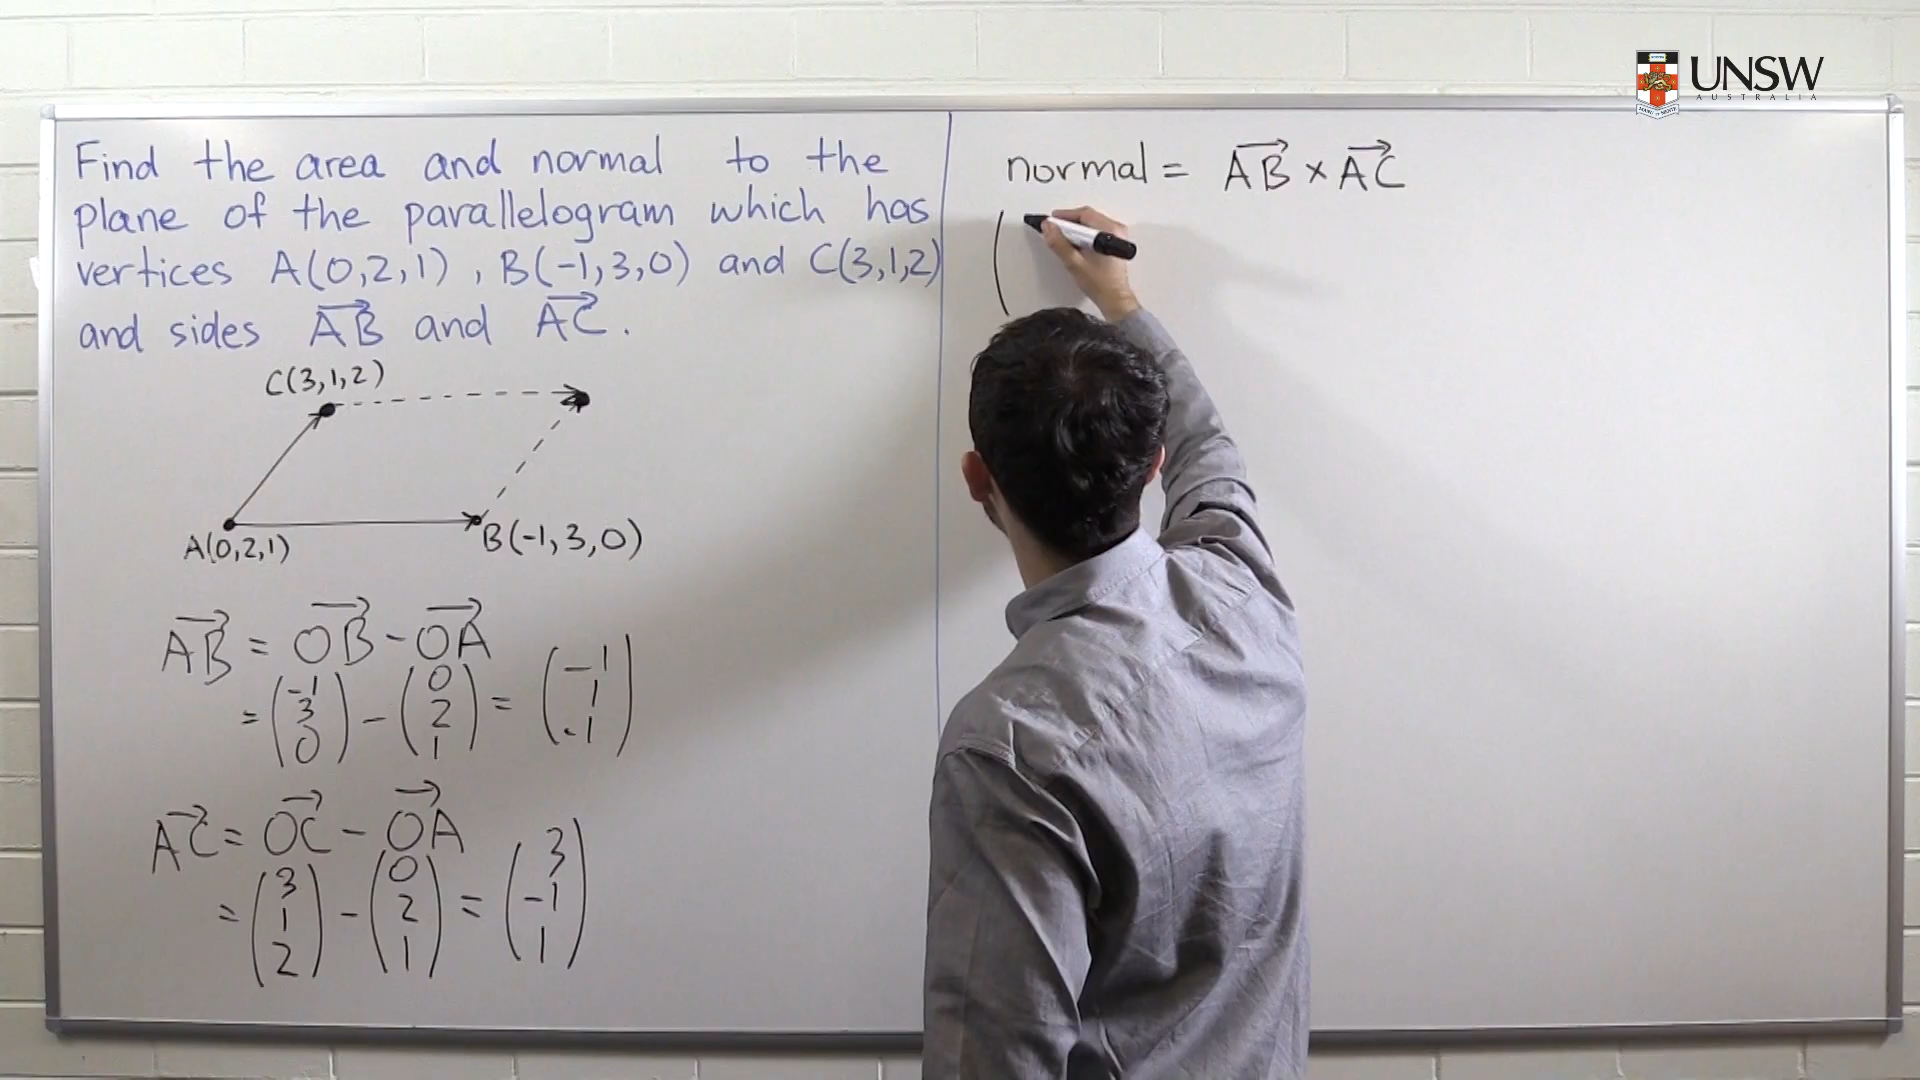 UNSW
AUSTRALIA
Find the area and normal to the
plane of the parallelogram which has
vertices A(0,2,1), B(-1,3,0) and C(3,1,2)
and sides AB and AC.
C(3,1,2)
A(0,2,1)
B(-1,3,0)
AB = OB - OA
= (-1 3 0) - (0 2 1) = (-1 1 -1)
AC = OC - OA
= (3 1 2) - (0 2 1) = (3 -1 1)
normal = AB × AC
(